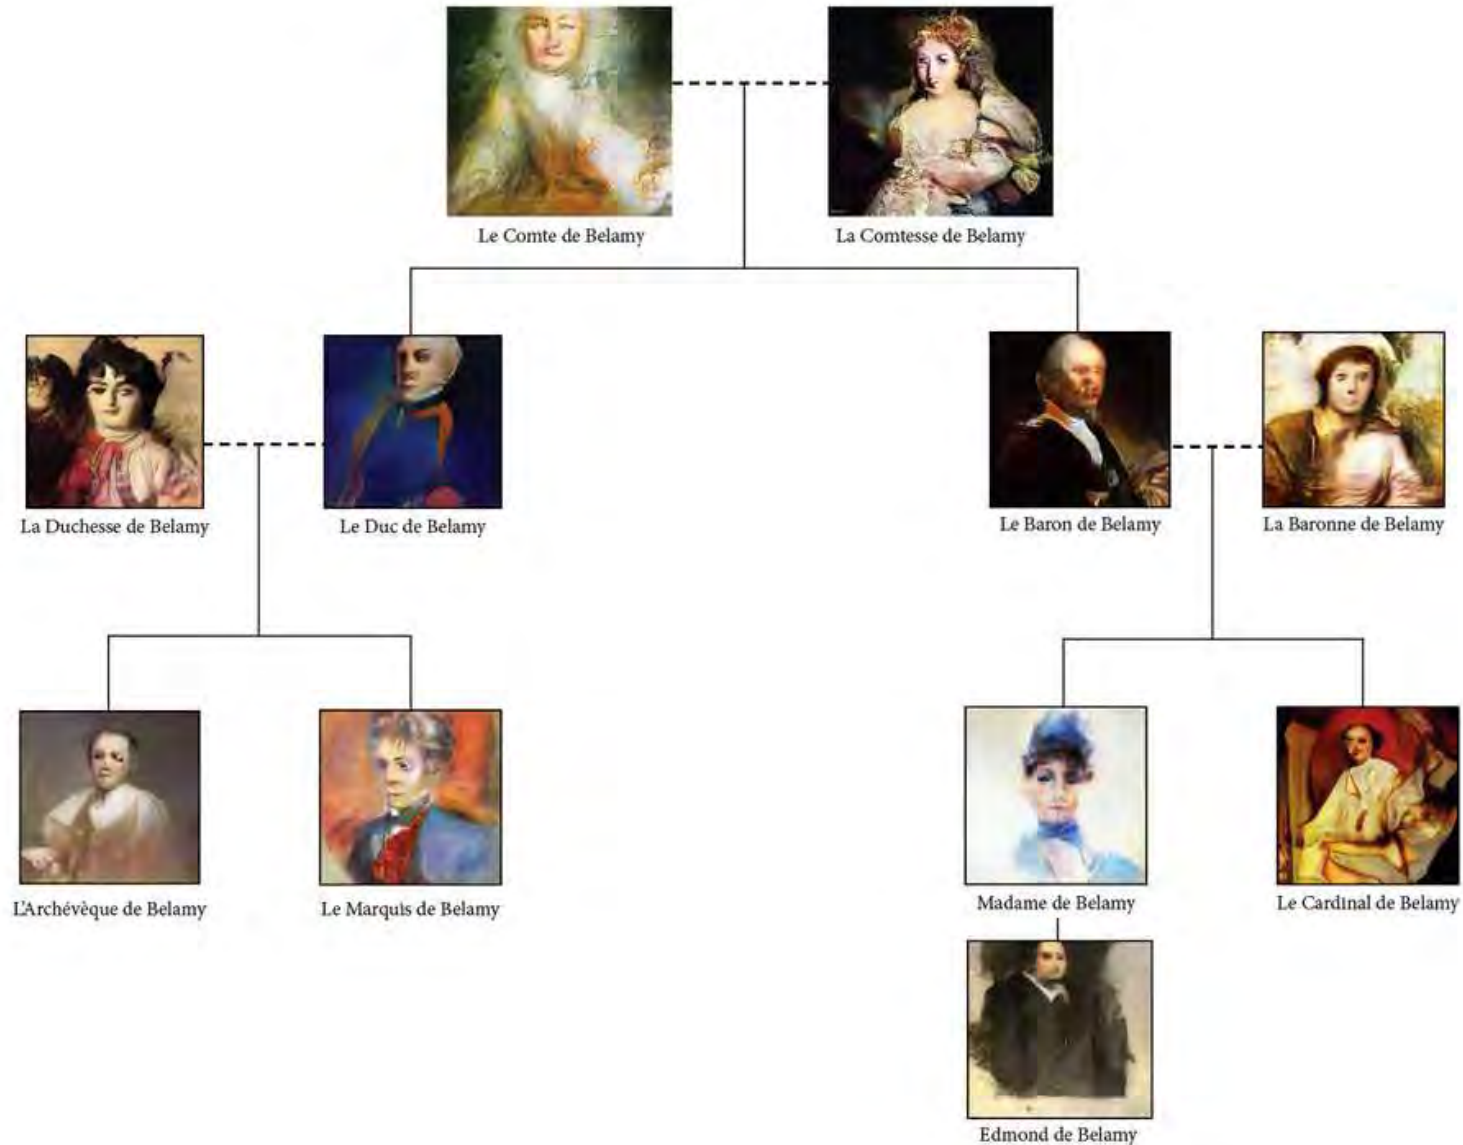 Le Comte de Belamy
La Comtesse de Belamy
La Duchesse de Belamy
Le Duc de Belamy
Le Baron de Belamy
La Baronne de Belamy
L'Archévèque de Belamy
Le Marquis de Belamy
Madame de Belamy
Le Cardinal de Belamy
Edmond de Belamy